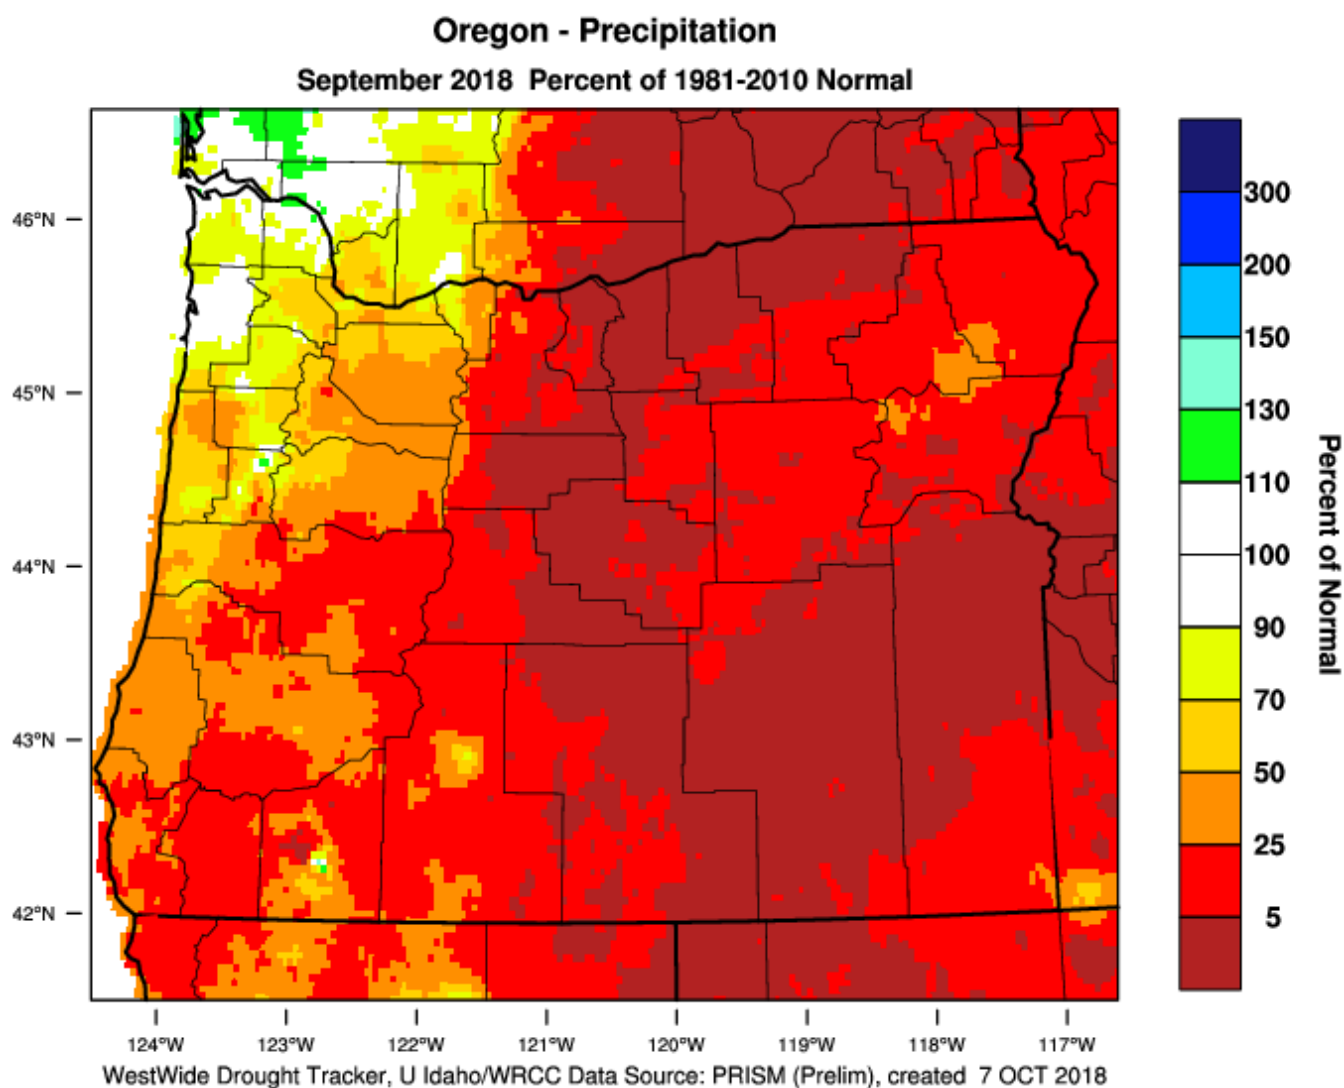 Oregon - Precipitation
September 2018  Percent of 1981-2010 Normal
46°N
45°N
44°N
43°N
42°N
124°W
123°W
122°W
121°W
120°W
119°W
118°W
117°W
300
200
150
130
110
100
90
70
50
25
5
Percent of Normal
WestWide Drought Tracker, U Idaho/WRCC Data Source: PRISM (Prelim), created  7 OCT 2018